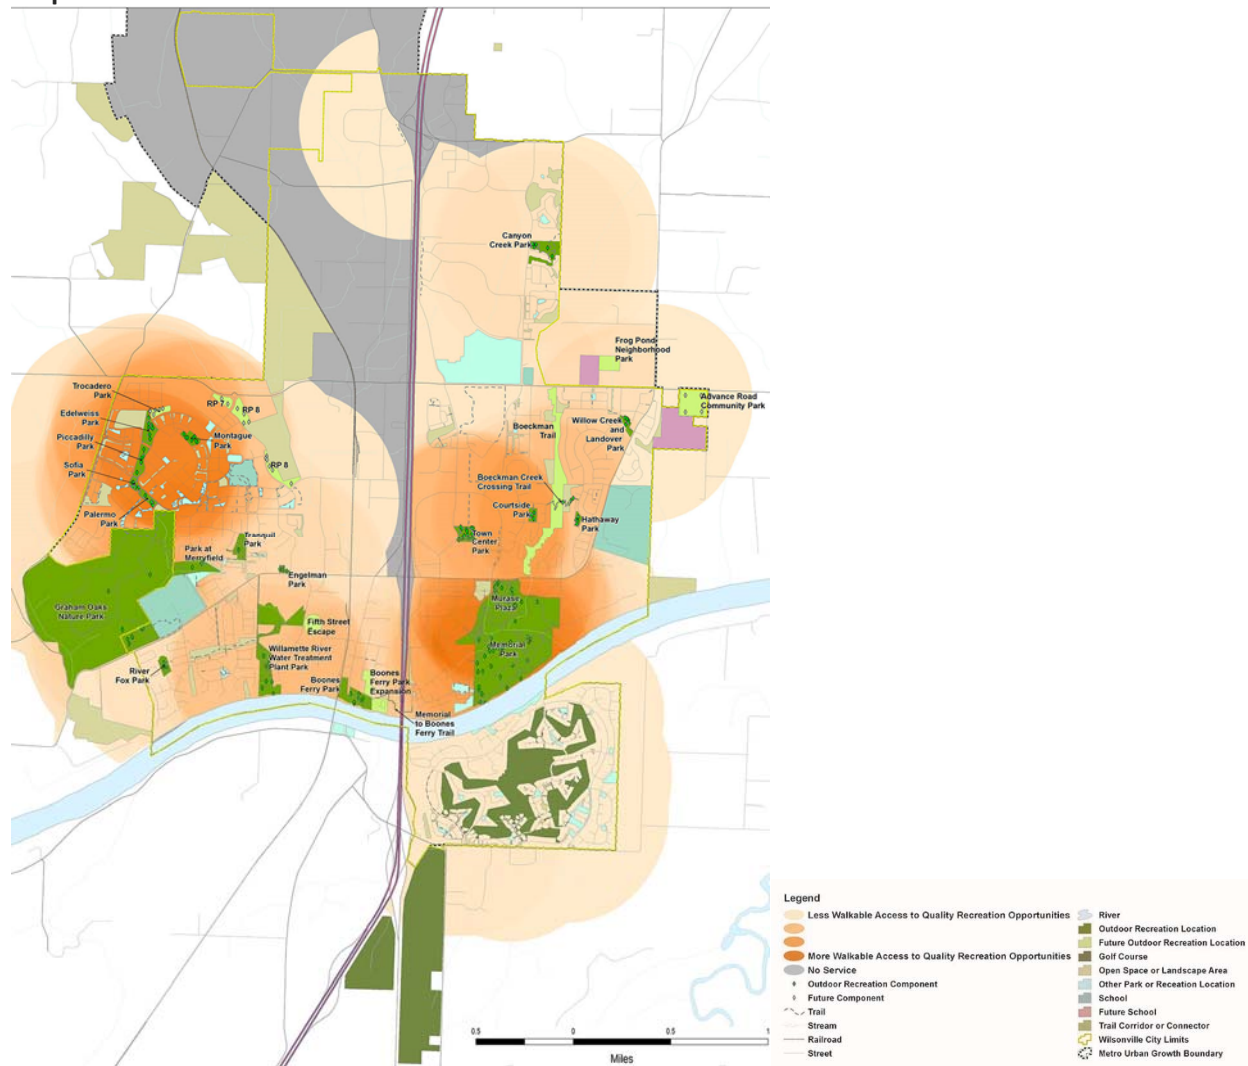 Canyon
Creek Park
Frog Pond
Neighborhood
Park
Trocadero
Park
Edelweiss
Park
Piccadilly
Park
Sofia
Park
Palermo
Park
RP 7
RP 8
Montague
Park
RP 8
Advance Road
Community Park
Boeckman
Trail
Willow Creek
and
Landover
Park
Boeckman Creek
Crossing Trail
Courtside
Park
Hathaway
Park
Town
Center
Park
Tranquil
Park
Park at
Merryfield
Engelman
Park
Graham Oaks
Nature Park
Murase
Plaza
Memorial
Park
Fifth Street
Escape
Willamette River
Water Treatment
Plant Park
River
Fox Park
Boones
Ferry Park
Boones
Ferry Park
Expansion
Memorial
to Boones
Ferry Trail
0.5 0 0.5 1
Miles
Legend
Less Walkable Access to Quality Recreation Opportunities
More Walkable Access to Quality Recreation Opportunities
No Service
Outdoor Recreation Component
Future Component
Trail
Stream
Railroad
Street
River
Outdoor Recreation Location
Future Outdoor Recreation Location
Golf Course
Open Space or Landscape Area
Other Park or Receation Location
School
Future School
Trail Corridor or Connector
Wilsonville City Limits
Metro Urban Growth Boundary